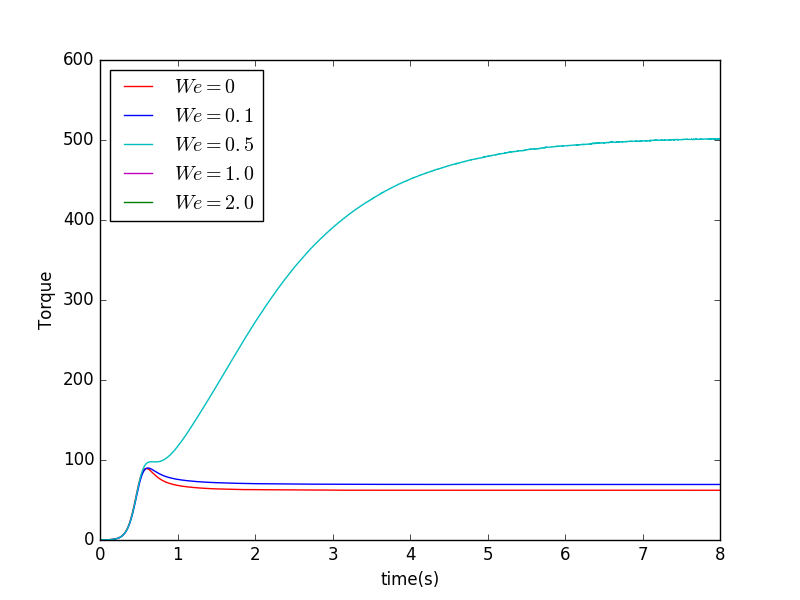 600
500
400
300
200
100
0
We = 0
We = 0.1
We = 0.5
We = 1.0
We = 2.0
Torque
0 1 2 3 4 5 6 7 8
time(s)